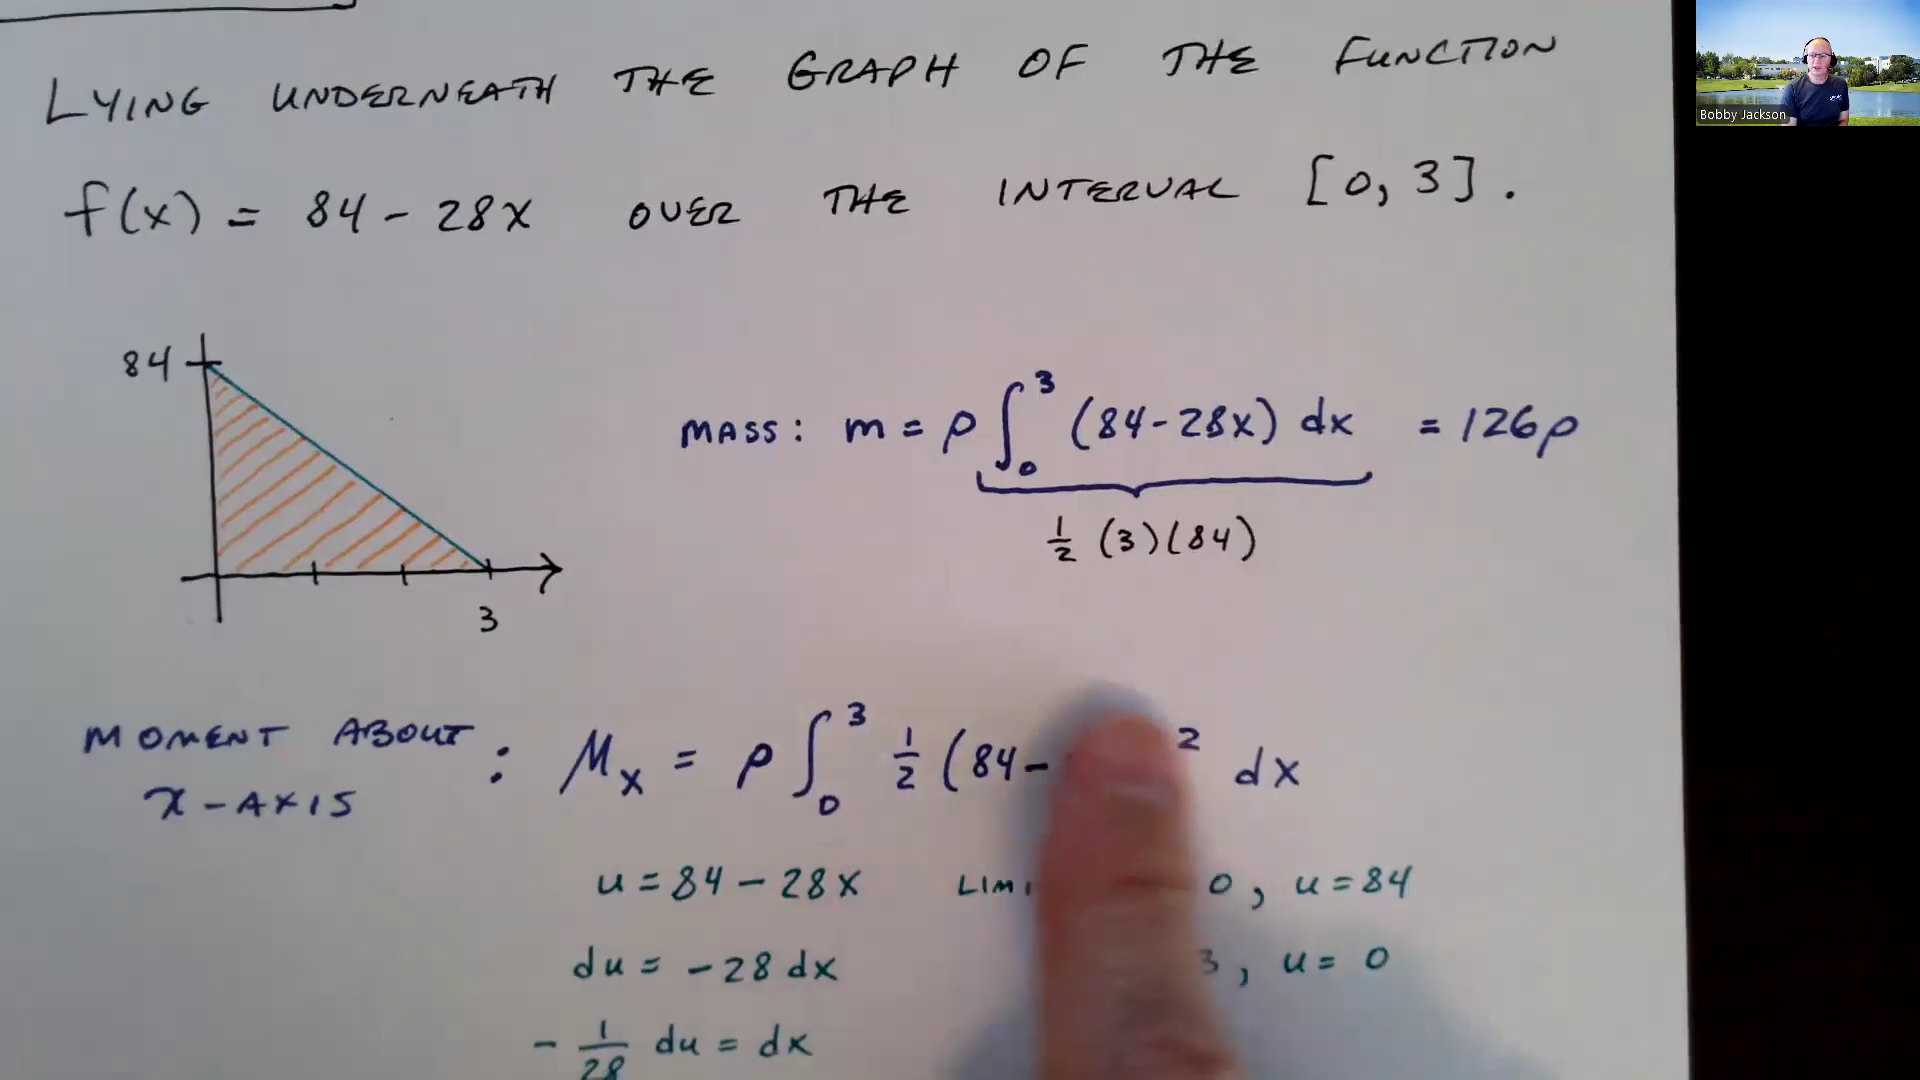 LYING UNDERNEATH THE GRAPH OF THE FUNCTION
f(x) = 84 - 28x OVER THE INTERVAL [0, 3].
84
3
MASS: m = ρ ∫₀³ (84-28x) dx = 126ρ
½ (3)(84)
MOMENT ABOUT X-AXIS : Mx = ρ ∫₀³ ½ (84- ² dx
u = 84 - 28x 0, u = 84
du = -28 dx 3, u = 0
- 1/28 du = dx
Bobby Jackson